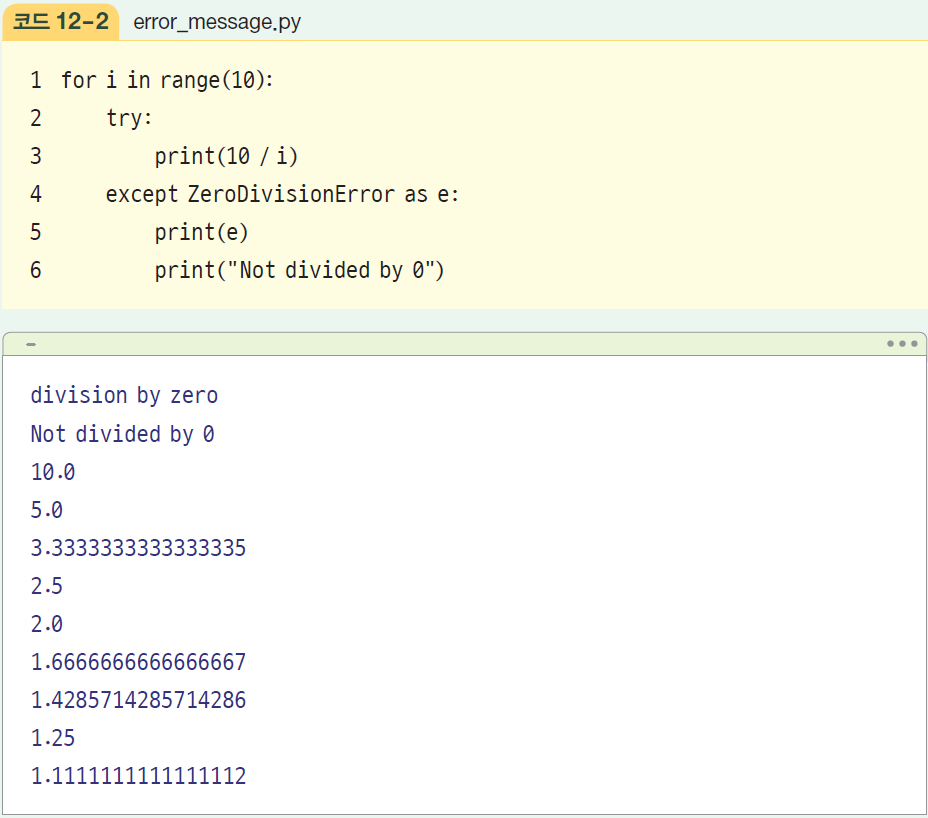 코드 12-2 error_message.py
1 for i in range(10):
2 try:
3 print(10 / i)
4 except ZeroDivisionError as e:
5 print(e)
6 print("Not divided by 0")
division by zero
Not divided by 0
10.0
5.0
3.3333333333333335
2.5
2.0
1.6666666666666667
1.4285714285714286
1.25
1.1111111111111112